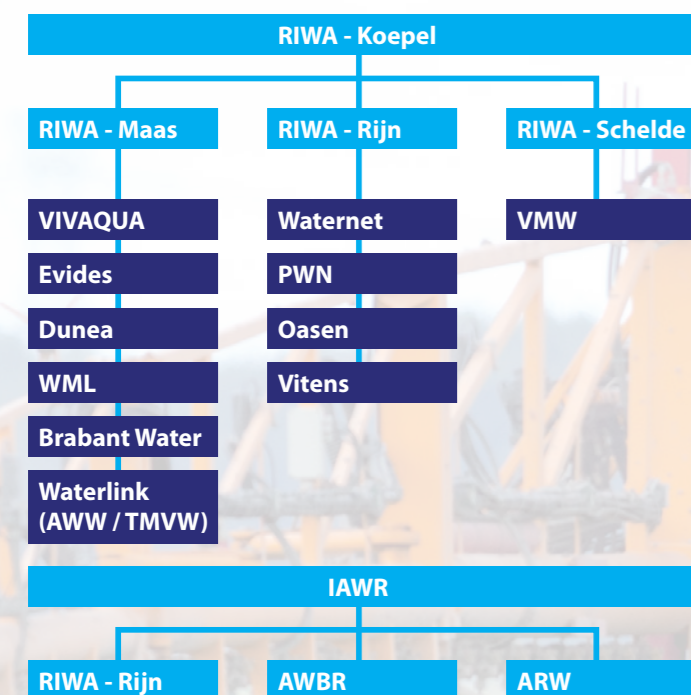 RIWA - Koepel
RIWA - Maas
RIWA - Rijn
RIWA - Schelde
VIVAQUA
Waternet
VMW
Evides
PWN
Dunea
Oasen
WML
Vitens
Brabant Water
Waterlink
(AWW / TMVW)
IAWR
RIWA - Rijn
AWBR
ARW